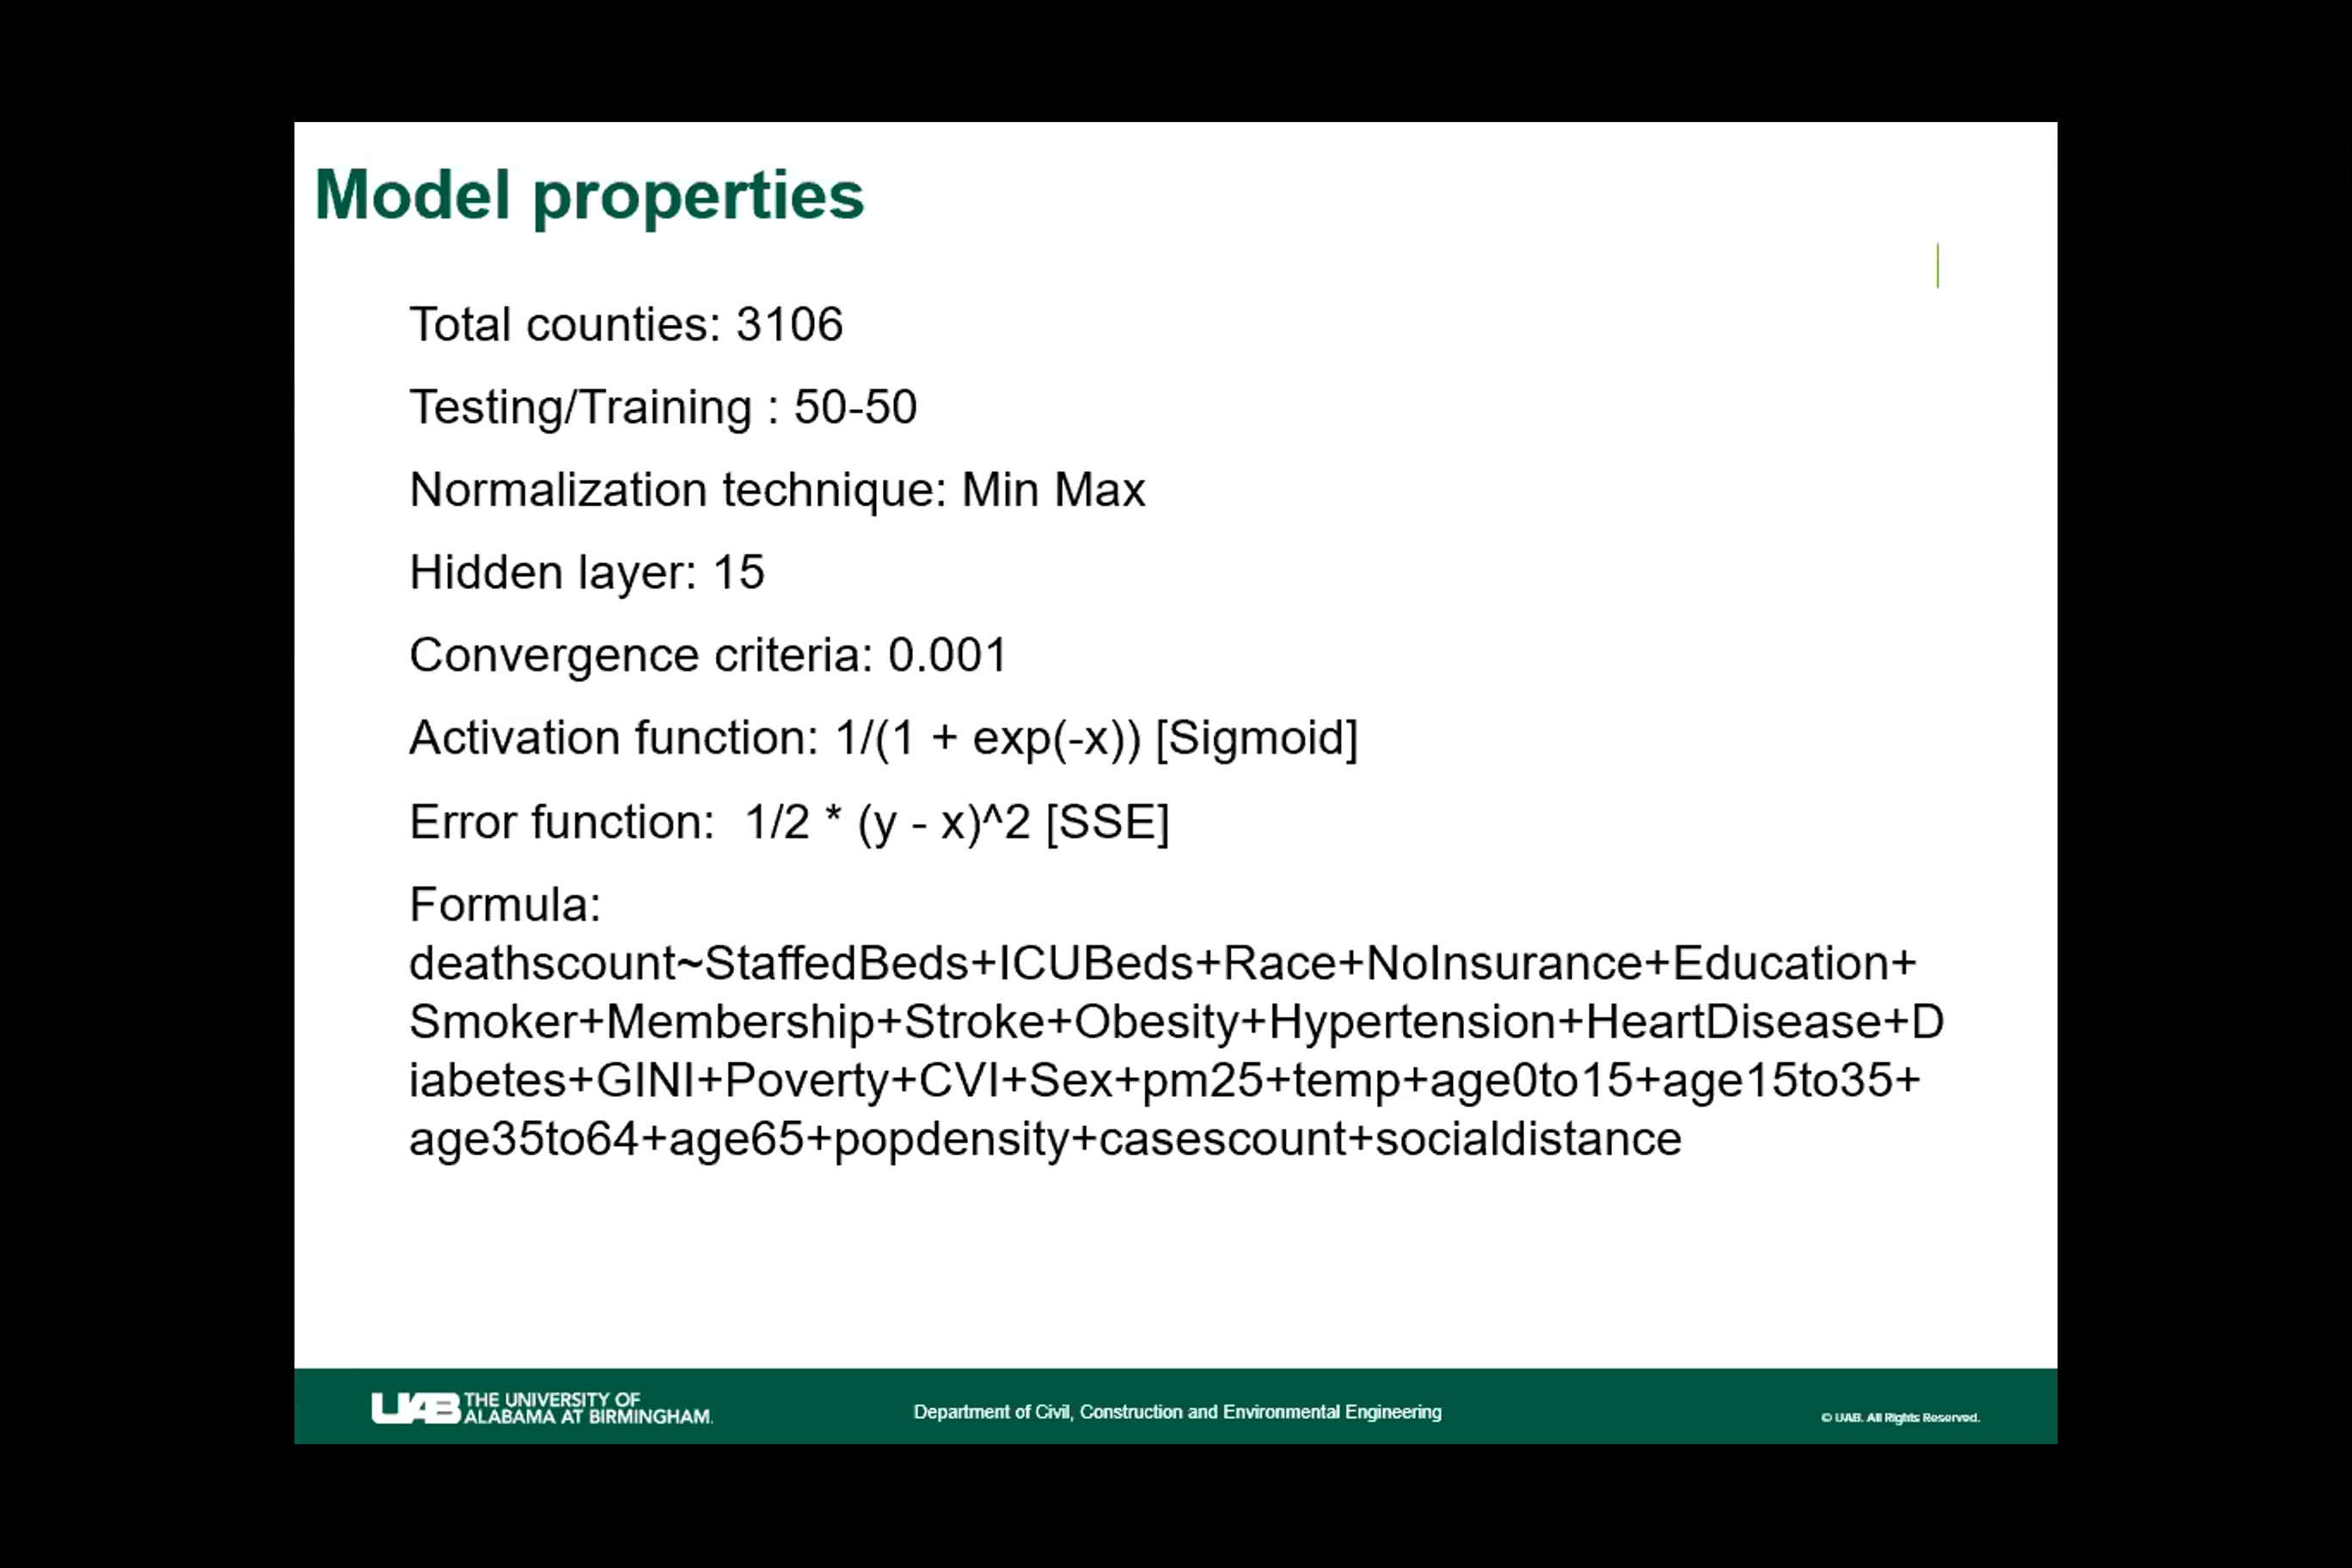 Model properties
Total counties: 3106
Testing/Training : 50-50
Normalization technique: Min Max
Hidden layer: 15
Convergence criteria: 0.001
Activation function: 1/(1 + exp(-x)) [Sigmoid]
Error function:  1/2 * (y - x)^2 [SSE]
Formula:
deathscount~StaffedBeds+ICUBeds+Race+NoInsurance+Education+
Smoker+Membership+Stroke+Obesity+Hypertension+HeartDisease+D
iabetes+GINI+Poverty+CVI+Sex+pm25+temp+age0to15+age15to35+
age35to64+age65+popdensity+casescount+socialdistance
UAB THE UNIVERSITY OF
ALABAMA AT BIRMINGHAM.
Department of Civil, Construction and Environmental Engineering
© UAB. All Rights Reserved.